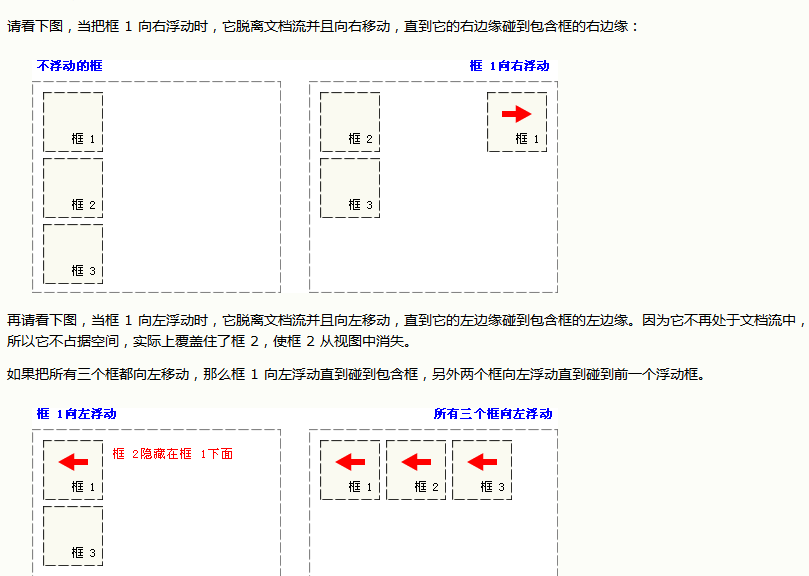 请看下图，当把框 1 向右浮动时，它脱离文档流并且向右移动，直到它的右边缘碰到包含框的右边缘：
不浮动的框
框 1向右浮动
框 1
框 2
框 3
框 2
框 1
框 3
再请看下图，当框 1 向左浮动时，它脱离文档流并且向左移动，直到它的左边缘碰到包含框的左边缘。因为它不再处于文档流中，
所以它不占据空间，实际上覆盖住了框 2，使框 2 从视图中消失。
如果把所有三个框都向左移动，那么框 1 向左浮动直到碰到包含框，另外两个框向左浮动直到碰到前一个浮动框。
框 1向左浮动
所有三个框向左浮动
框 2隐藏在框 1下面
框 1
框 3
框 1
框 2
框 3